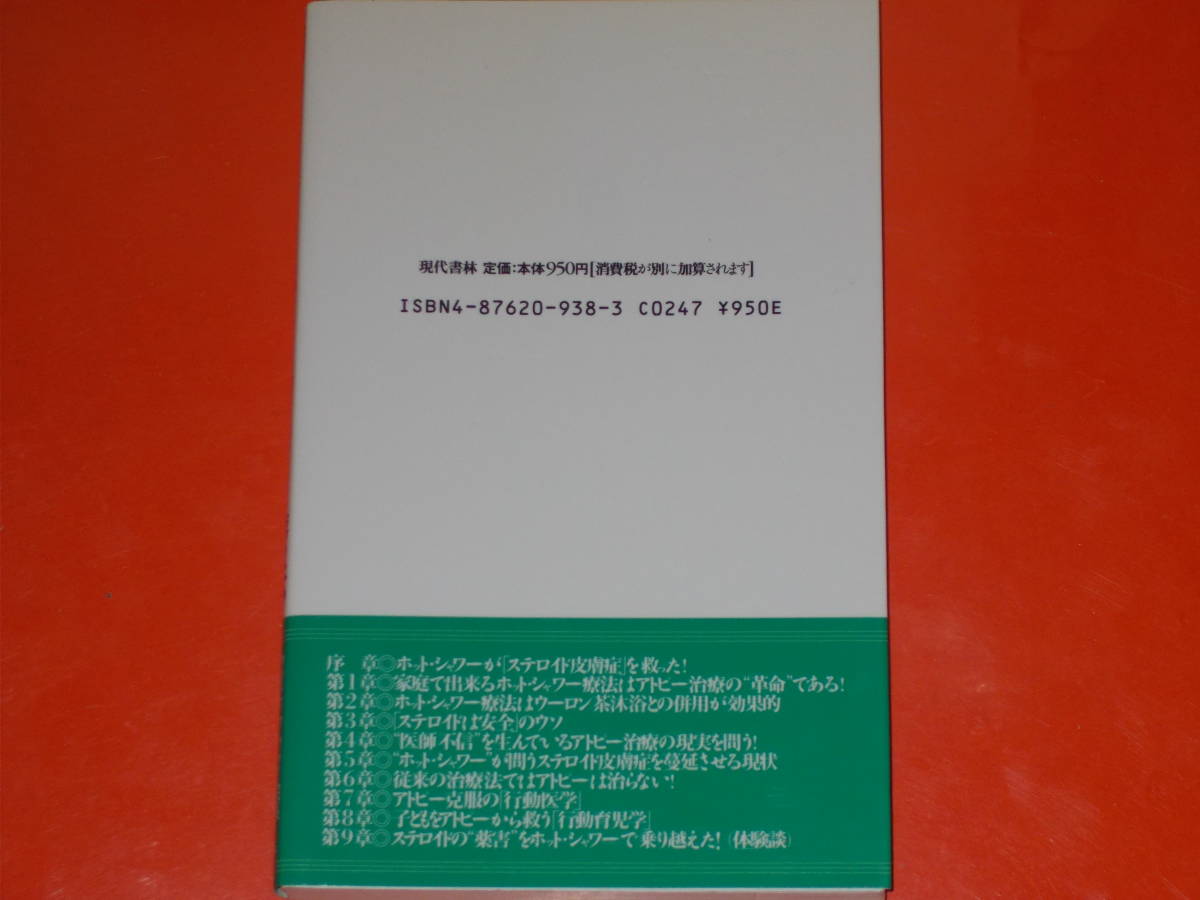 現代書林 定価:本体950円[消費税が別に加算されます]
ISBN4-87620-938-3 C0247 ¥950E
序 章◎ホット・シャワーが「ステロイド皮膚症」を救った!
第1章◎家庭で出来るホット・シャワー療法はアトピー治療の“革命”である!
第2章◎ホット・シャワー療法はウーロン茶沐浴との併用が効果的
第3章◎「ステロイドは安全」のウソ
第4章◎“医師不信”を生んでいるアトピー治療の現実を問う!
第5章◎“ホット・シャワー”が問うステロイド皮膚症を蔓延させる現状
第6章◎従来の治療法ではアトピーは治らない!
第7章◎アトピー克服の「行動医学」
第8章◎子どもをアトピーから救う「行動育児学」
第9章◎ステロイドの“薬害”をホット・シャワーで乗り越えた!(体験談)